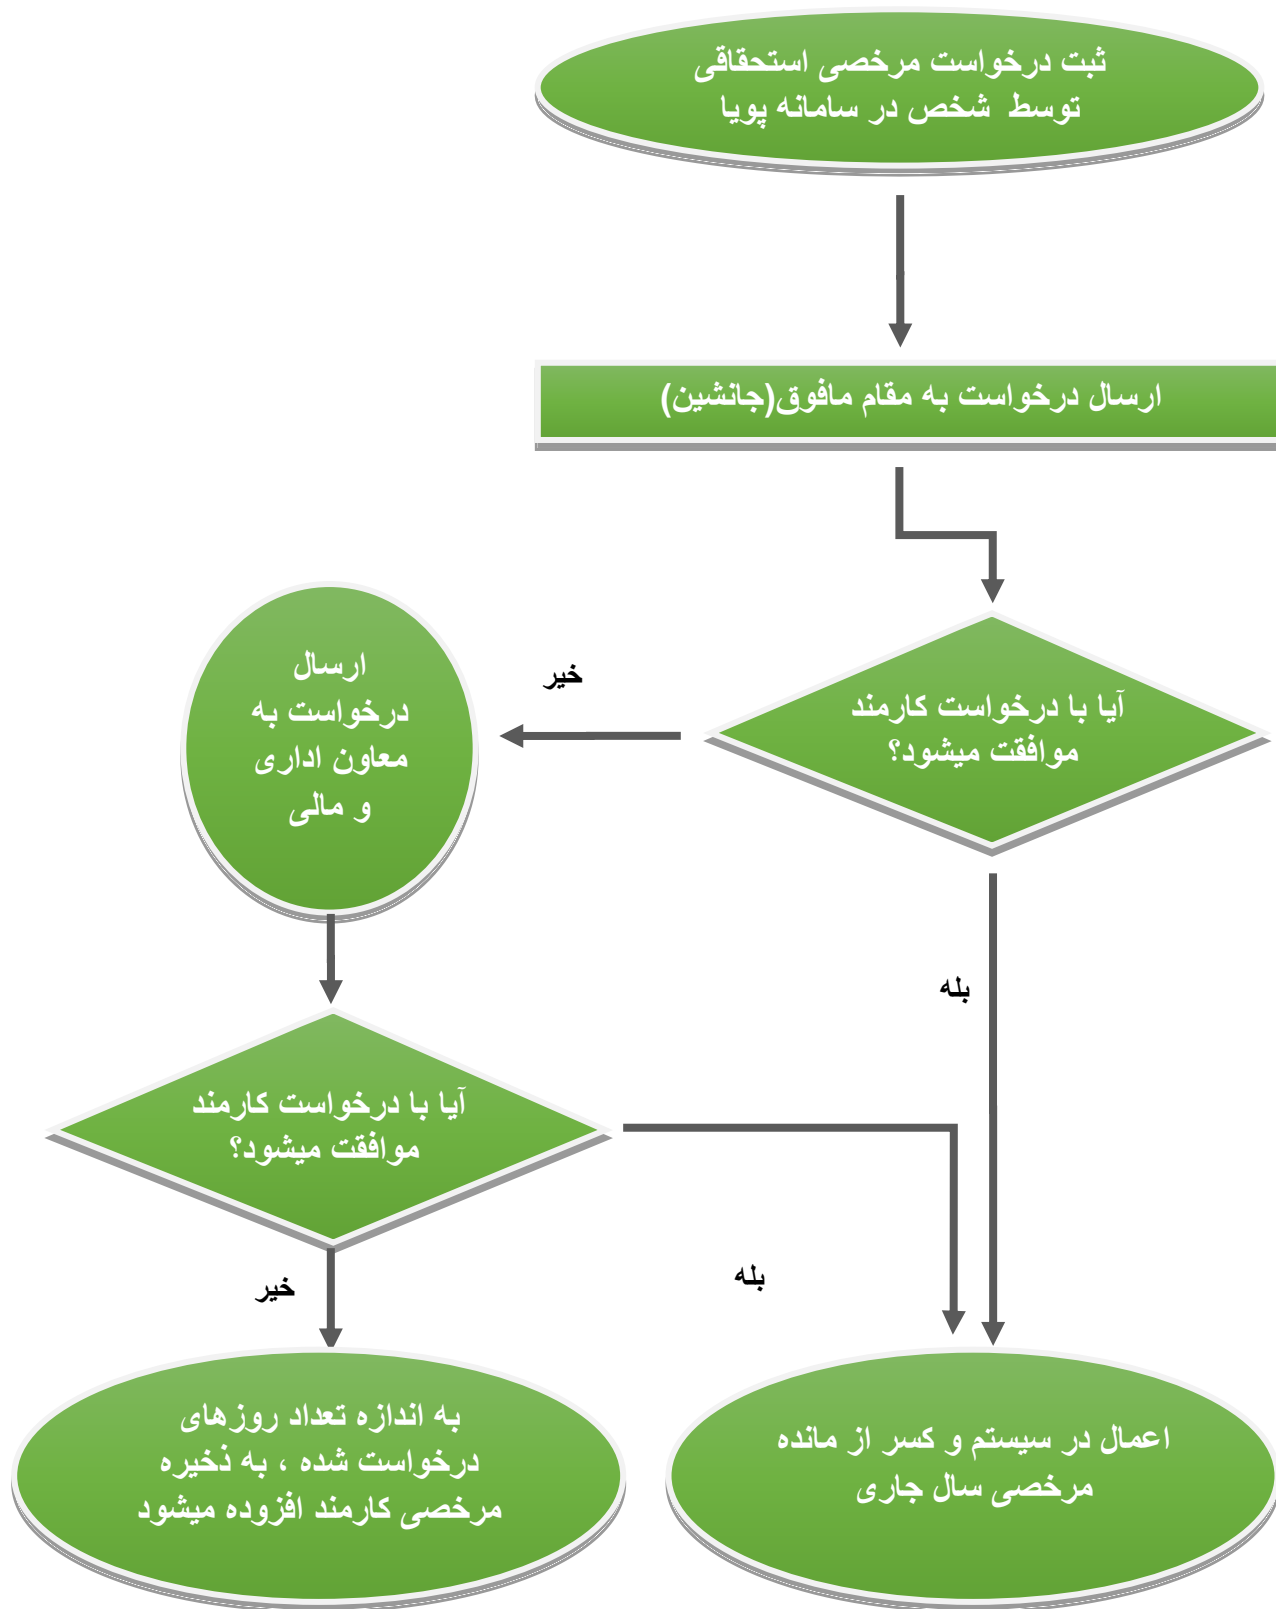 ثبت درخواست مرخصی استحقاقی
توسط شخص در سامانه پویا
ارسال درخواست به مقام مافوق(جانشین)
آیا با درخواست کارمند
موافقت میشود؟
خیر
ارسال
درخواست به
معاون اداری
و مالی
بله
آیا با درخواست کارمند
موافقت میشود؟
بله
خیر
اعمال در سیستم و کسر از مانده
مرخصی سال جاری
به اندازه تعداد روزهای
درخواست شده ، به ذخیره
مرخصی کارمند افزوده میشود